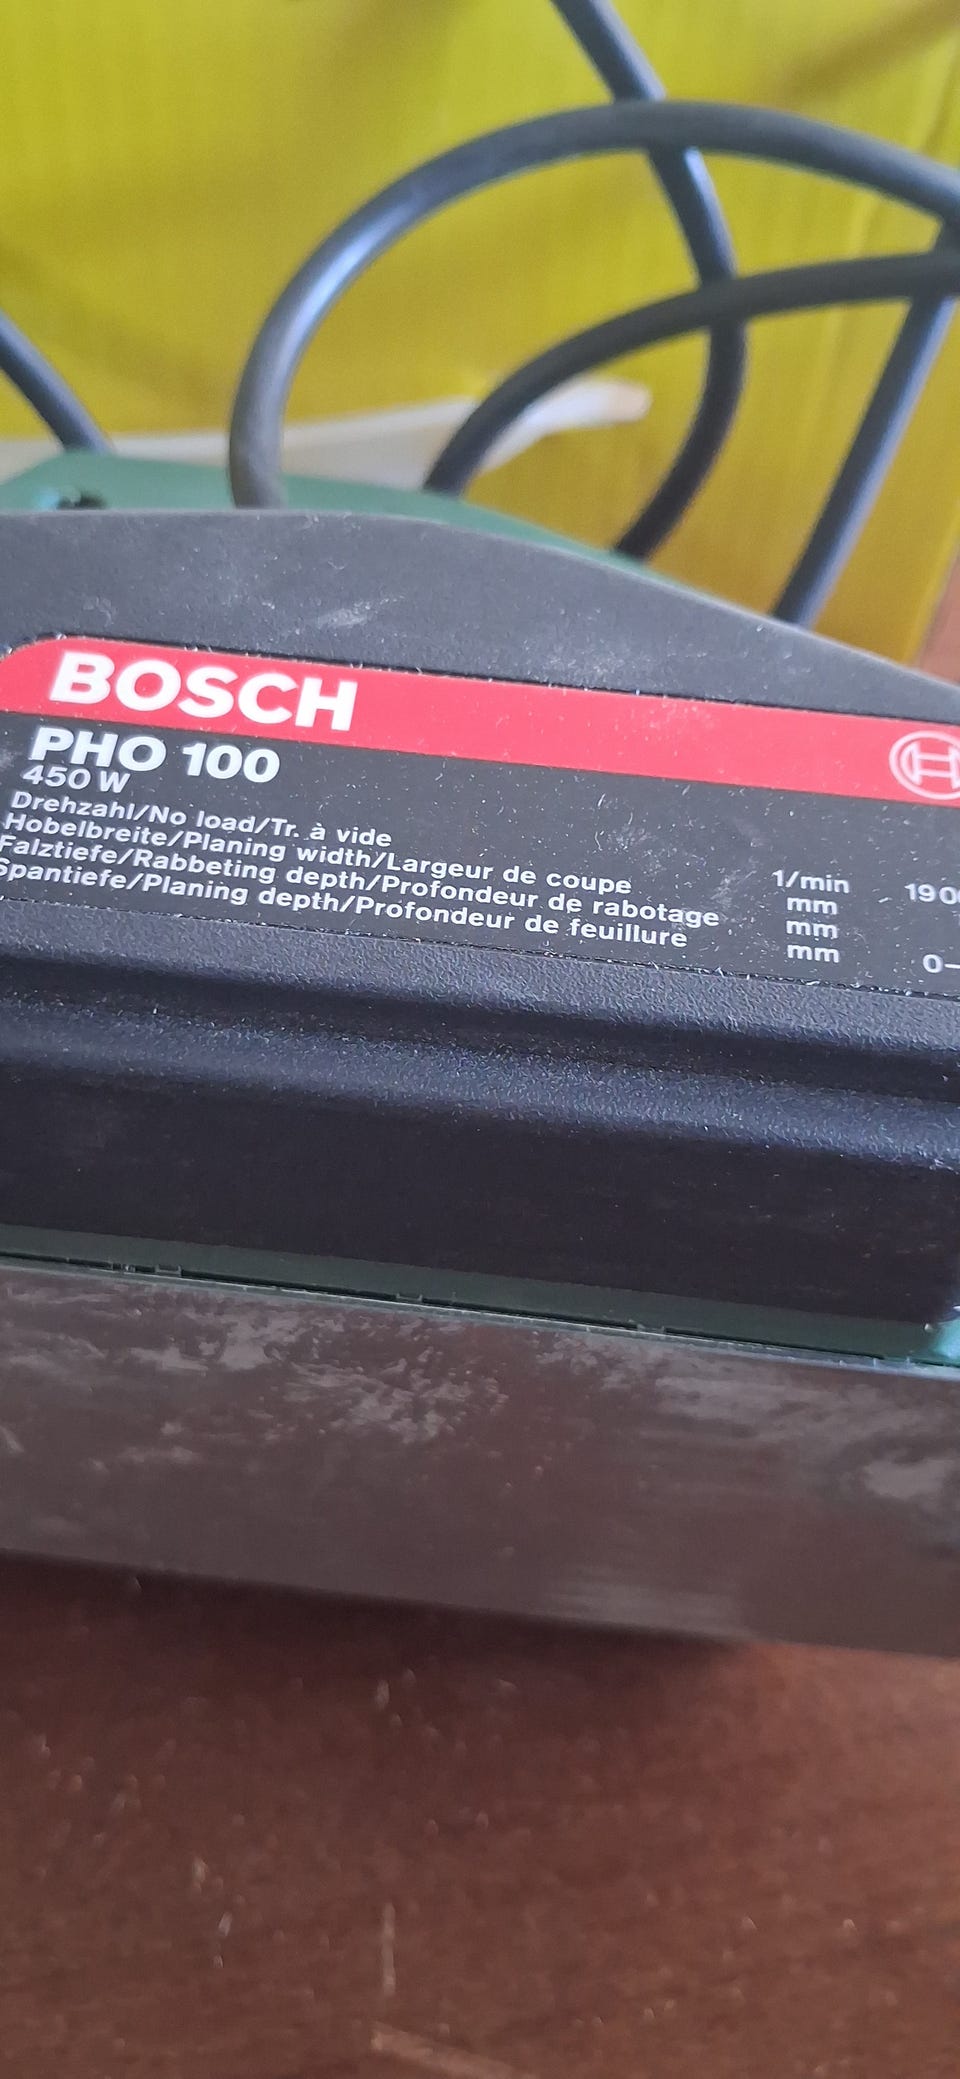 BOSCH
PHO 100
450 W
Drehzahl/No load/Tr. à vide 1/min
Hobelbreite/Planing width/Largeur de coupe mm
Falztiefe/Rabbeting depth/Profondeur de rabotage mm
Spantiefe/Planing depth/Profondeur de feuillure mm 0–